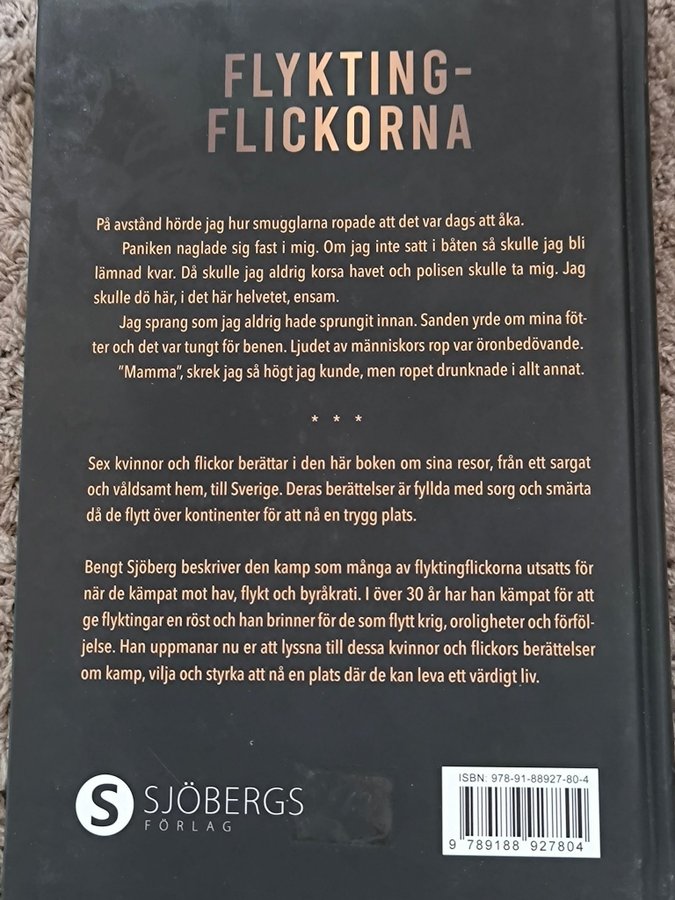 FLYKTING-
FLICKORNA
På avstånd hörde jag hur smugglarna ropade att det var dags att åka.
Paniken naglade sig fast i mig. Om jag inte satt i båten så skulle jag bli
lämnad kvar. Då skulle jag aldrig korsa havet och polisen skulle ta mig. Jag
skulle dö här, i det här helvetet, ensam.
Jag sprang som jag aldrig hade sprungit innan. Sanden yrde om mina föt-
ter och det var tungt för benen. Ljudet av människors rop var öronbedövande.
”Mamma”, skrek jag så högt jag kunde, men ropet drunknade i allt annat.
* * *
Sex kvinnor och flickor berättar i den här boken om sina resor, från ett sargat
och våldsamt hem, till Sverige. Deras berättelser är fyllda med sorg och smärta
då de flytt över kontinenter för att nå en trygg plats.
Bengt Sjöberg beskriver den kamp som många av flyktingflickorna utsatts för
när de kämpat mot hav, flykt och byråkrati. I över 30 år har han kämpat för att
ge flyktingar en röst och han brinner för de som flytt krig, oroligheter och förföl-
jelse. Han uppmanar nu er att lyssna till dessa kvinnor och flickors berättelser
om kamp, vilja och styrka att nå en plats där de kan leva ett värdigt liv.
S SJÖBERGS
FÖRLAG
ISBN: 978-91-88927-80-4
9 789188 927804